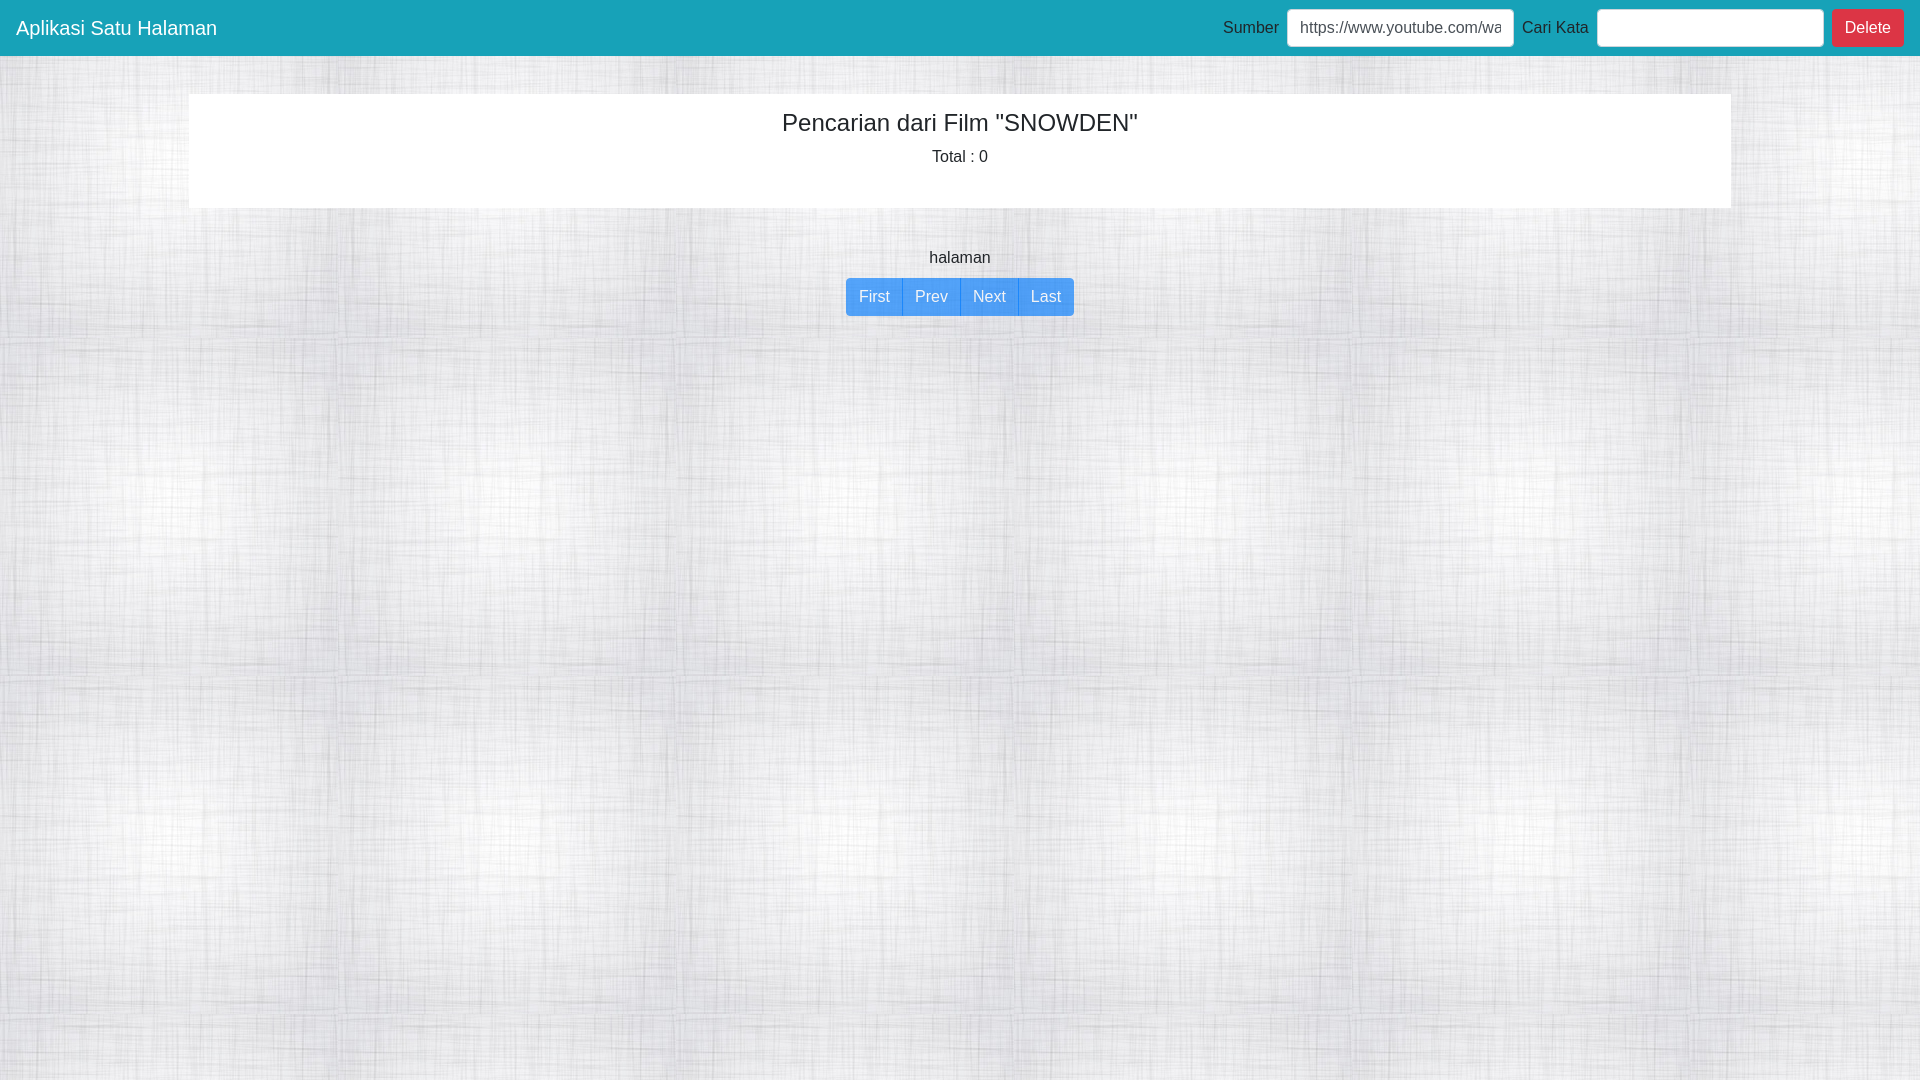 Aplikasi Satu Halaman
Sumber
https://www.youtube.com/wa
Cari Kata
Delete
Pencarian dari Film "SNOWDEN"
Total : 0
halaman
First
Prev
Next
Last